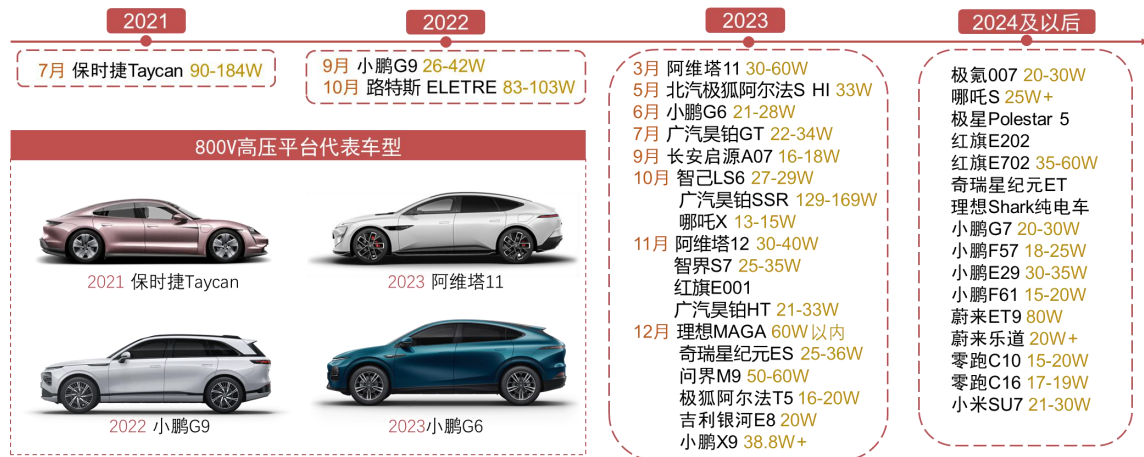 2021
7月 保时捷Taycan 90-184W
2022
9月 小鹏G9 26-42W
10月 路特斯 ELETRE 83-103W
800V高压平台代表车型
2021 保时捷Taycan
2023 阿维塔11
2022 小鹏G9
2023小鹏G6
2023
3月 阿维塔11 30-60W
5月 北汽极狐阿尔法S HI 33W
6月 小鹏G6 21-28W
7月 广汽昊铂GT 22-34W
9月 长安启源A07 16-18W
10月 智己LS6 27-29W
广汽昊铂SSR 129-169W
哪吒X 13-15W
11月 阿维塔12 30-40W
智界S7 25-35W
红旗E001
广汽昊铂HT 21-33W
12月 理想MAGA 60W以内
奇瑞星纪元ES 25-36W
问界M9 50-60W
极狐阿尔法T5 16-20W
吉利银河E8 20W
小鹏X9 38.8W+
2024及以后
极氪007 20-30W
哪吒S 25W+
极星Polestar 5
红旗E202
红旗E702 35-60W
奇瑞星纪元ET
理想Shark纯电车
小鹏G7 20-30W
小鹏F57 18-25W
小鹏E29 30-35W
小鹏F61 15-20W
蔚来ET9 80W
蔚来乐道 20W+
零跑C10 15-20W
零跑C16 17-19W
小米SU7 21-30W